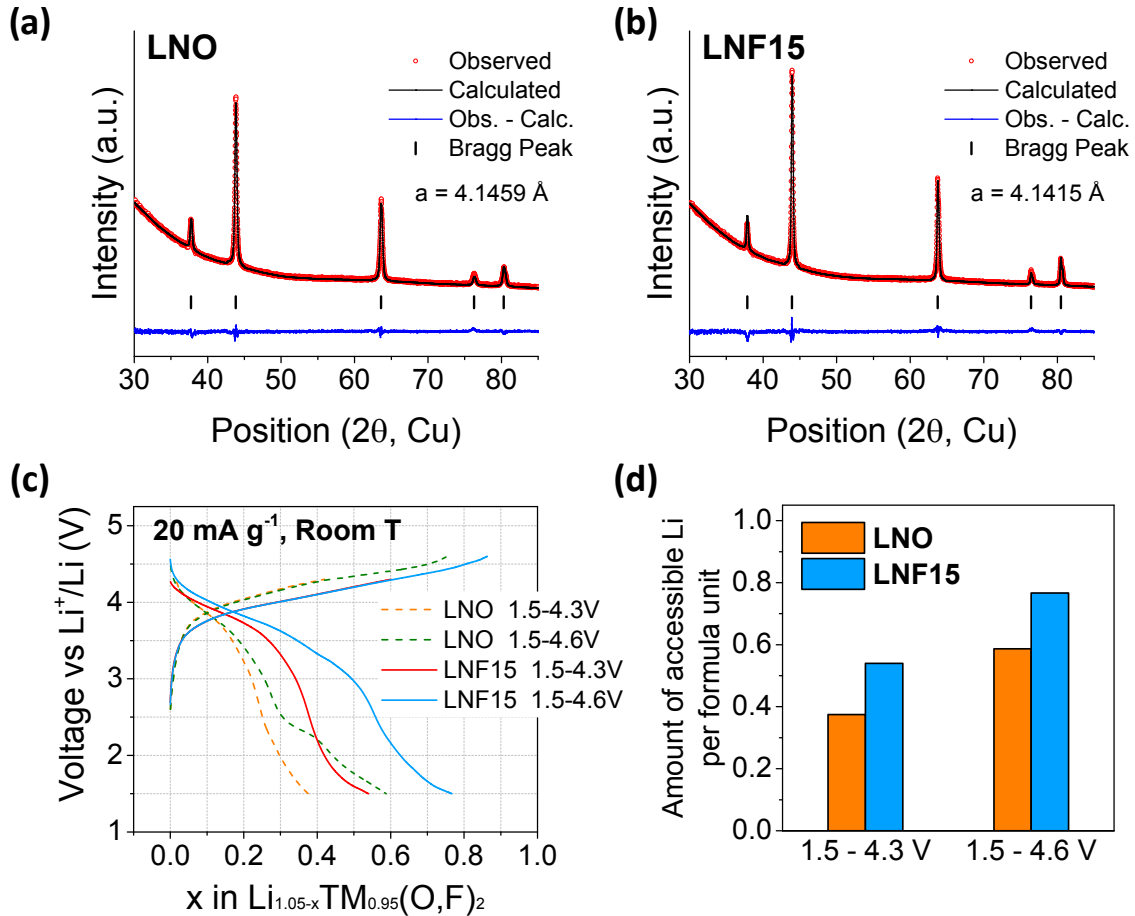 (a)
LNO
Observed
Calculated
Obs. - Calc.
Bragg Peak
a = 4.1459 Å
Intensity (a.u.)
30 40 50 60 70 80
Position (2θ, Cu)
(b)
LNF15
Observed
Calculated
Obs. - Calc.
Bragg Peak
a = 4.1415 Å
Intensity (a.u.)
30 40 50 60 70 80
Position (2θ, Cu)
(c)
20 mA g⁻¹, Room T
LNO 1.5-4.3V
LNO 1.5-4.6V
LNF15 1.5-4.3V
LNF15 1.5-4.6V
Voltage vs Li⁺/Li (V)
5
4
3
2
1
0.0 0.2 0.4 0.6 0.8 1.0
x in Li₁.₀₅₋ₓTM₀.₉₅(O,F)₂
(d)
LNO
LNF15
Amount of accessible Li
per formula unit
1.0
0.8
0.6
0.4
0.2
0.0
1.5 - 4.3 V 1.5 - 4.6 V